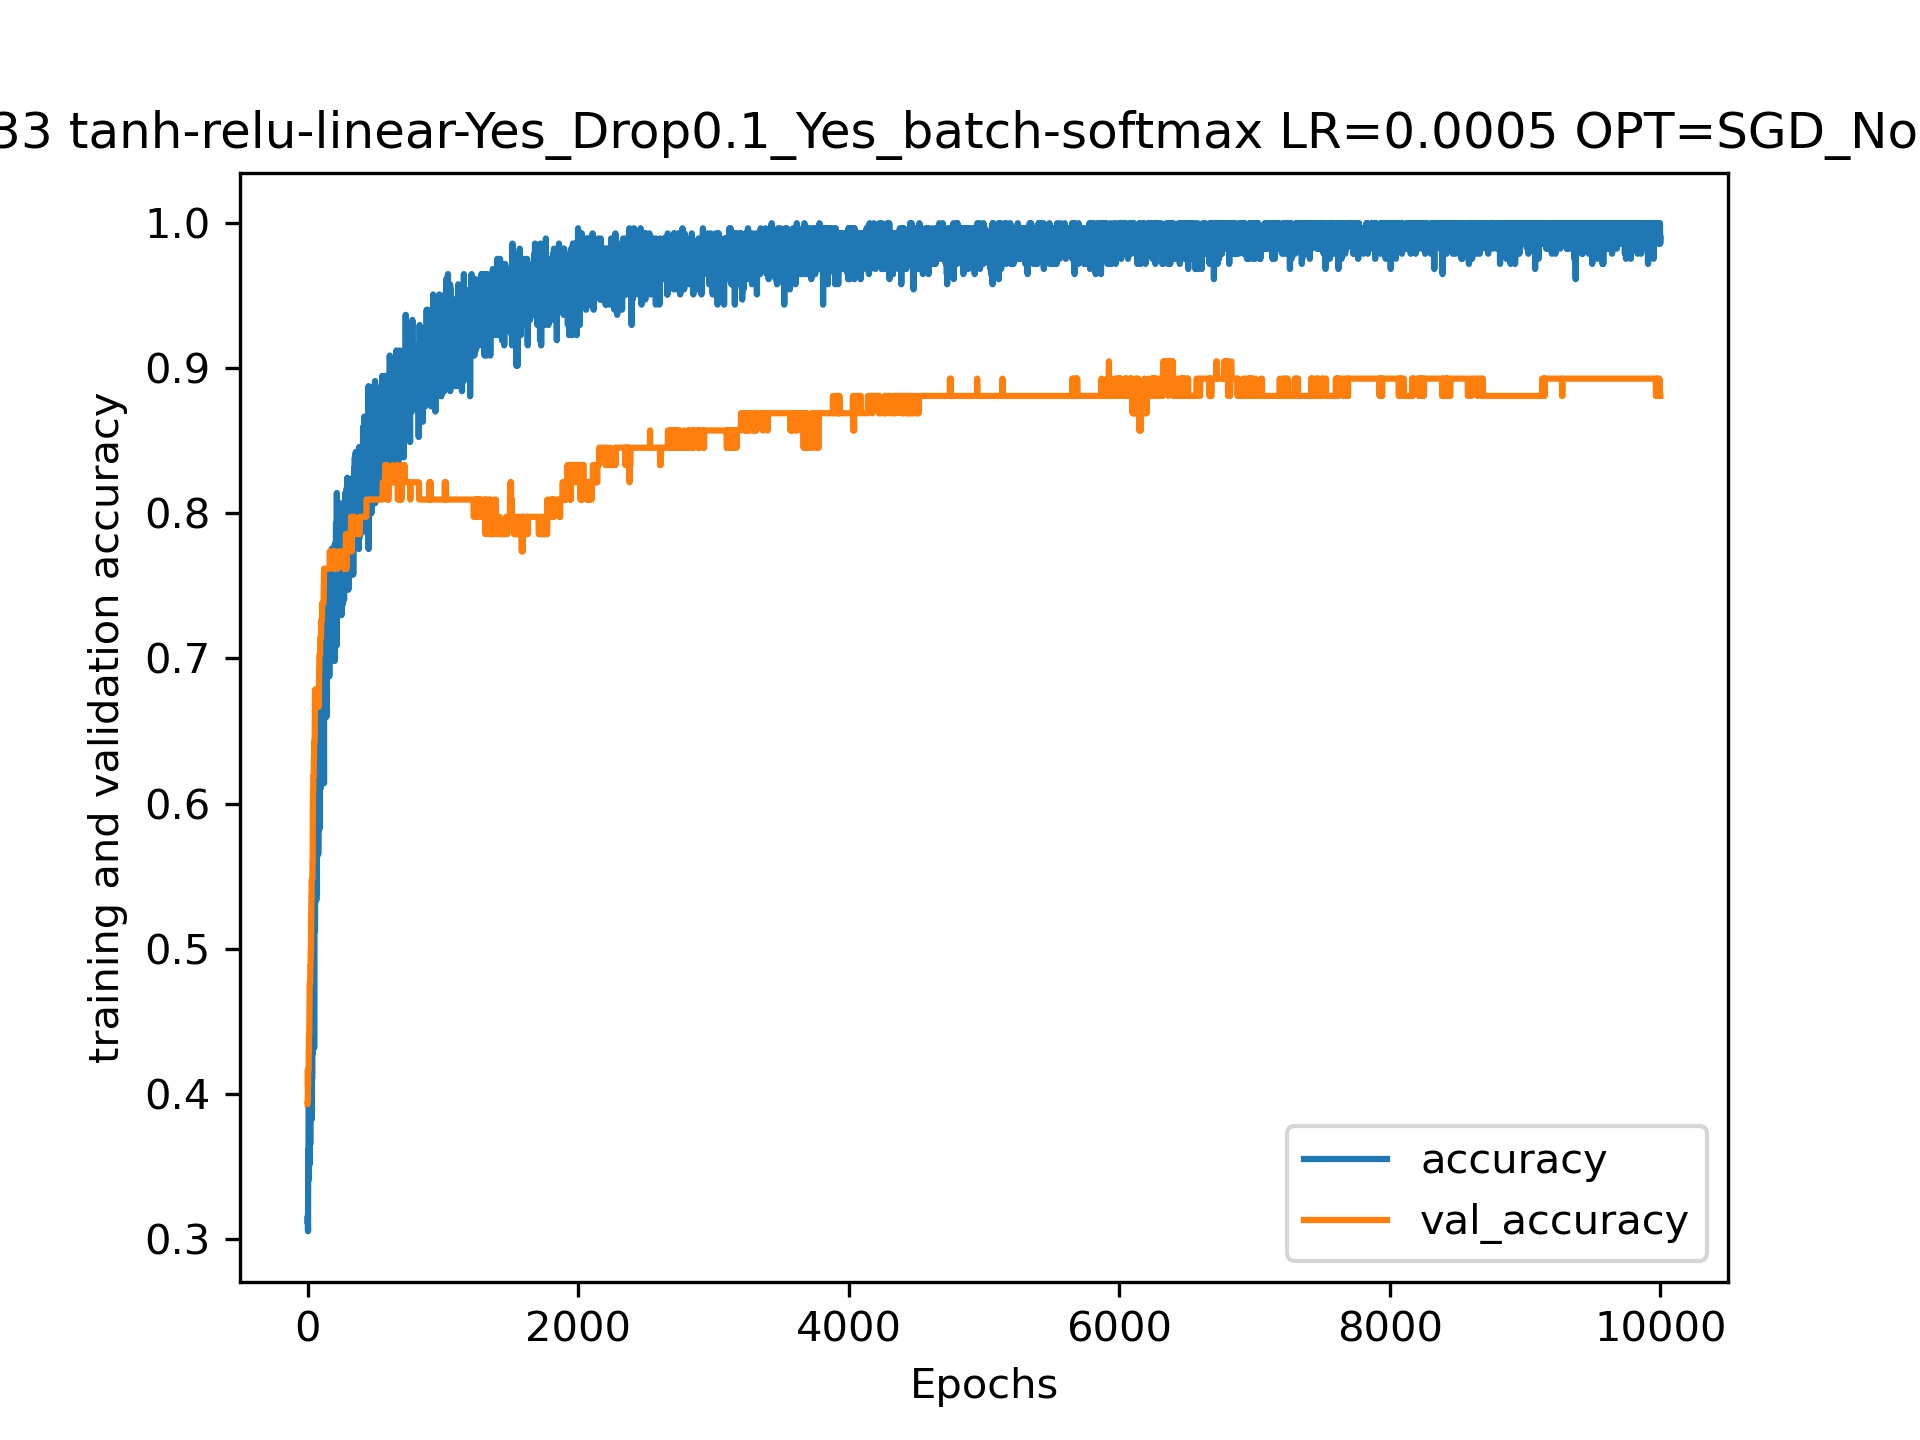 33 tanh-relu-linear-Yes_Drop0.1_Yes_batch-softmax LR=0.0005 OPT=SGD_No
training and validation accuracy
1.0
0.9
0.8
0.7
0.6
0.5
0.4
0.3
accuracy
val_accuracy
0 2000 4000 6000 8000 10000
Epochs